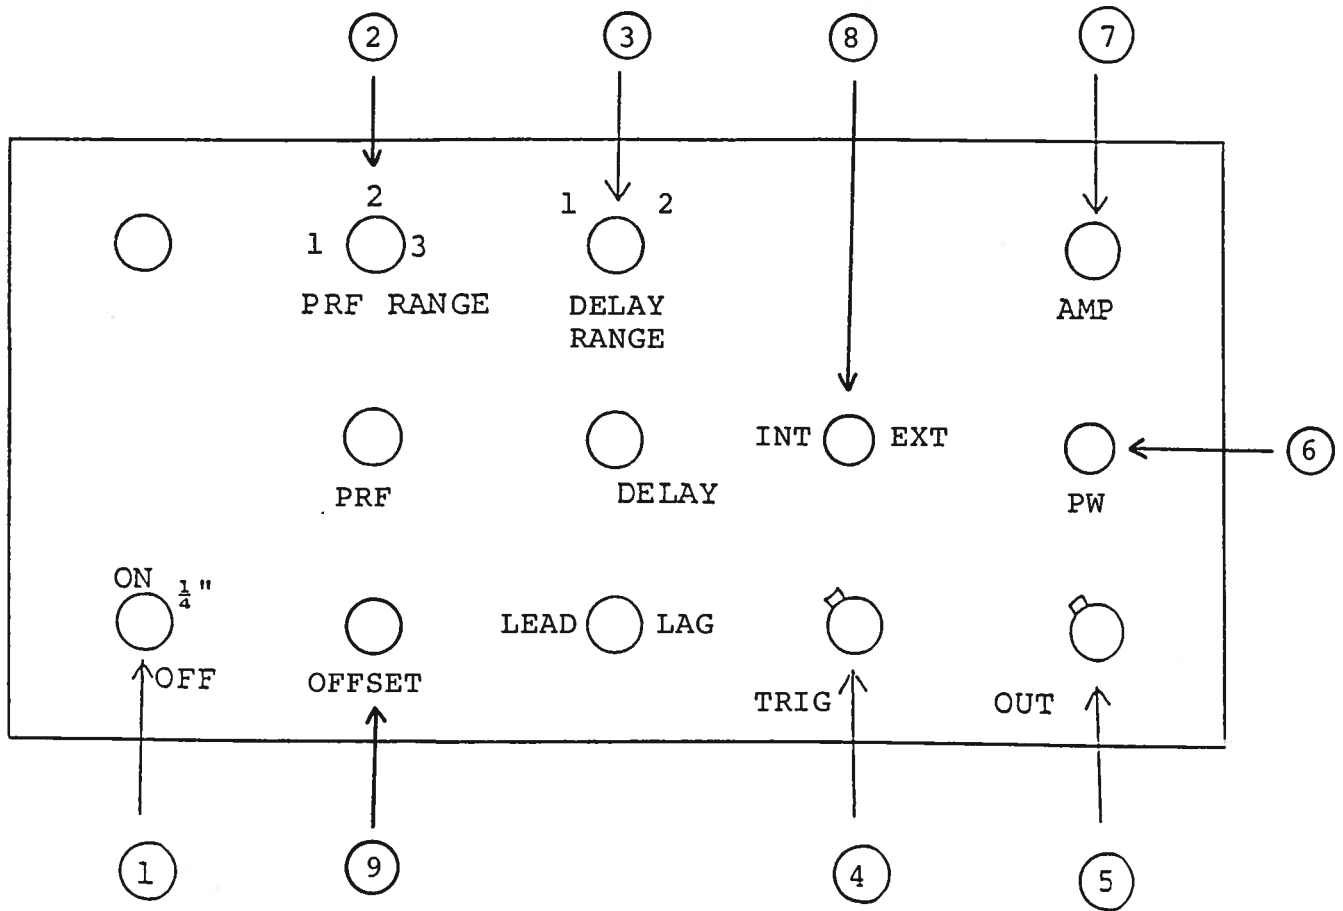 2 3 8 7
2
1 2
1 3
PRF RANGE
DELAY
RANGE
AMP
INT EXT
6
PRF
DELAY
PW
ON ¼"
LEAD LAG
OFF
OFFSET
TRIG
OUT
1 9 4 5